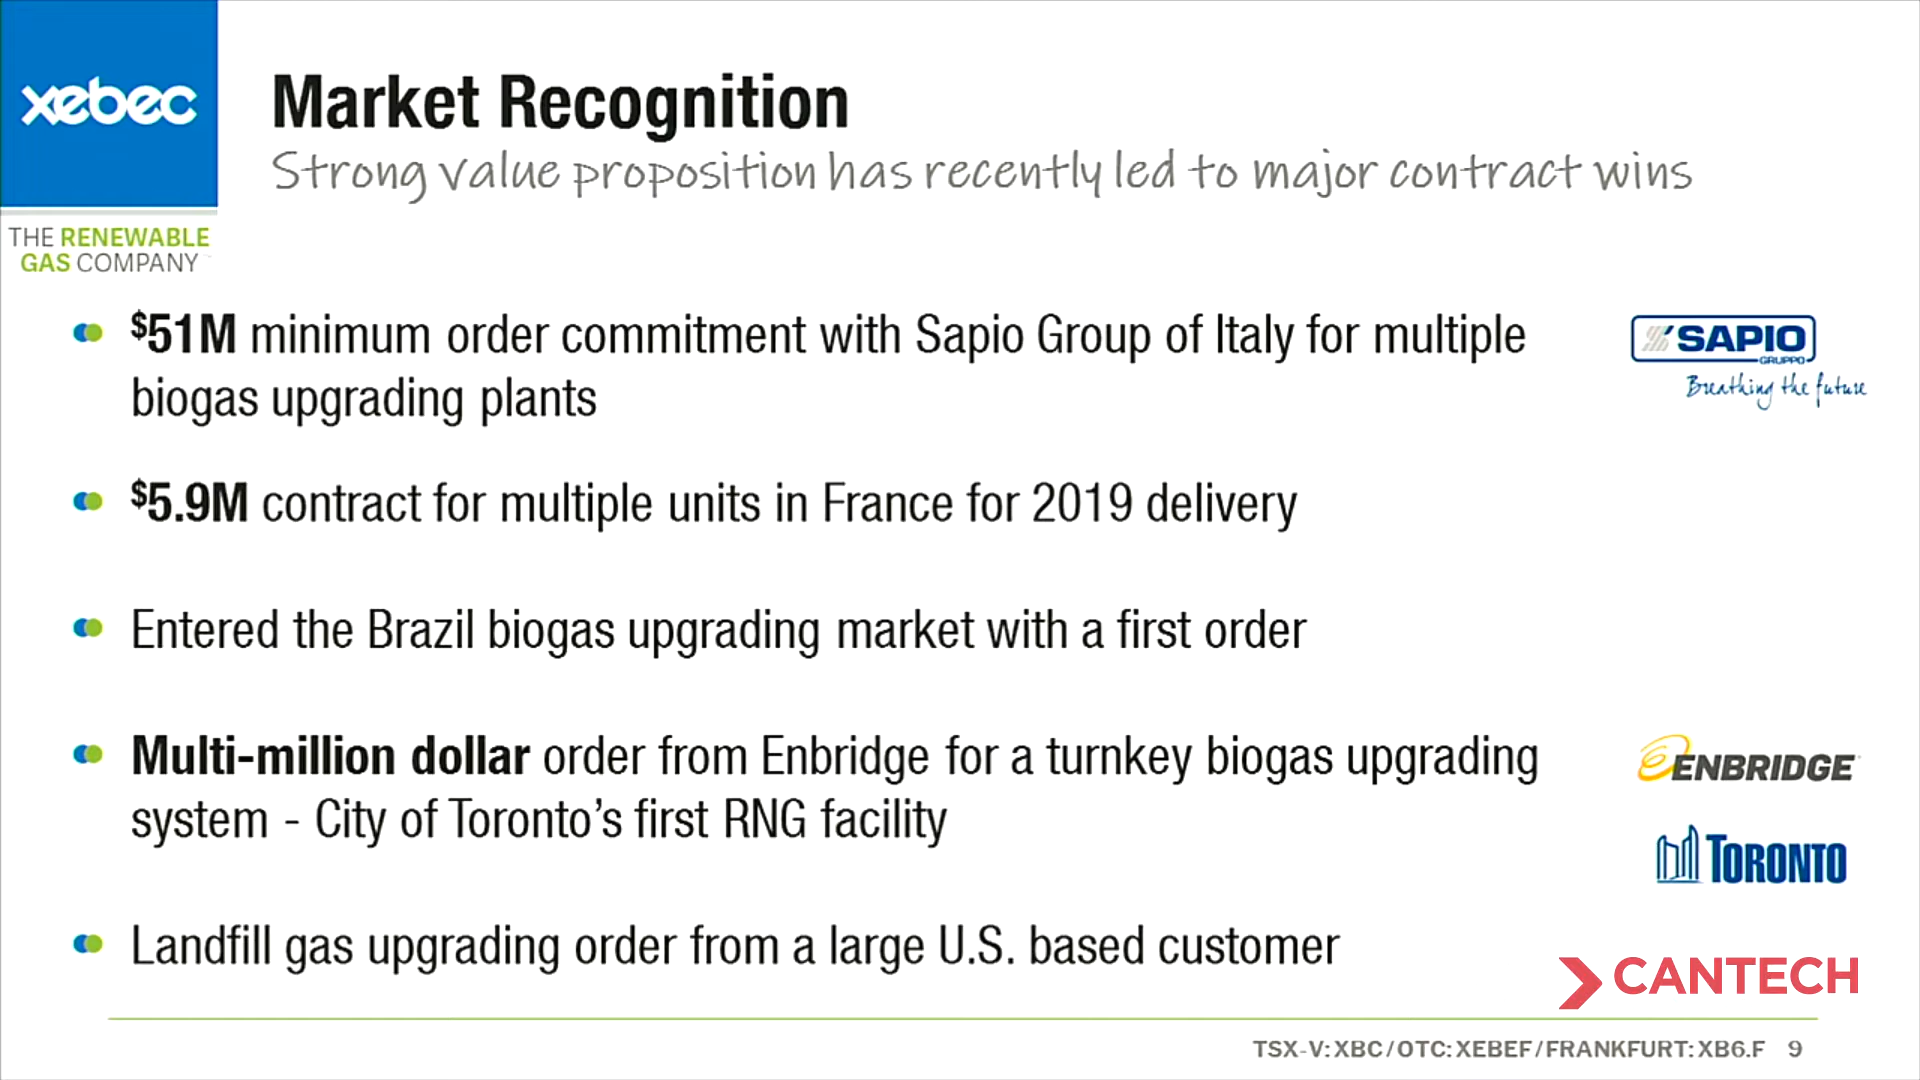 xebec
THE RENEWABLE
GAS COMPANY
Market Recognition
Strong value proposition has recently led to major contract wins
$51M minimum order commitment with Sapio Group of Italy for multiple
biogas upgrading plants
SAPIO
GRUPPO
Breathing the future
$5.9M contract for multiple units in France for 2019 delivery
Entered the Brazil biogas upgrading market with a first order
Multi-million dollar order from Enbridge for a turnkey biogas upgrading
system - City of Toronto's first RNG facility
ENBRIDGE
TORONTO
Landfill gas upgrading order from a large U.S. based customer
CANTECH
TSX-V:XBC/OTC:XEBEF/FRANKFURT:XB6.F 9